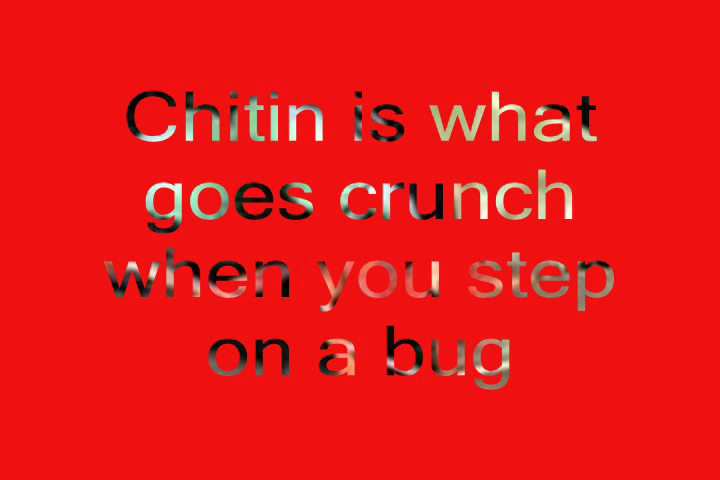 Chitin is what
goes crunch
when you step
on a bug